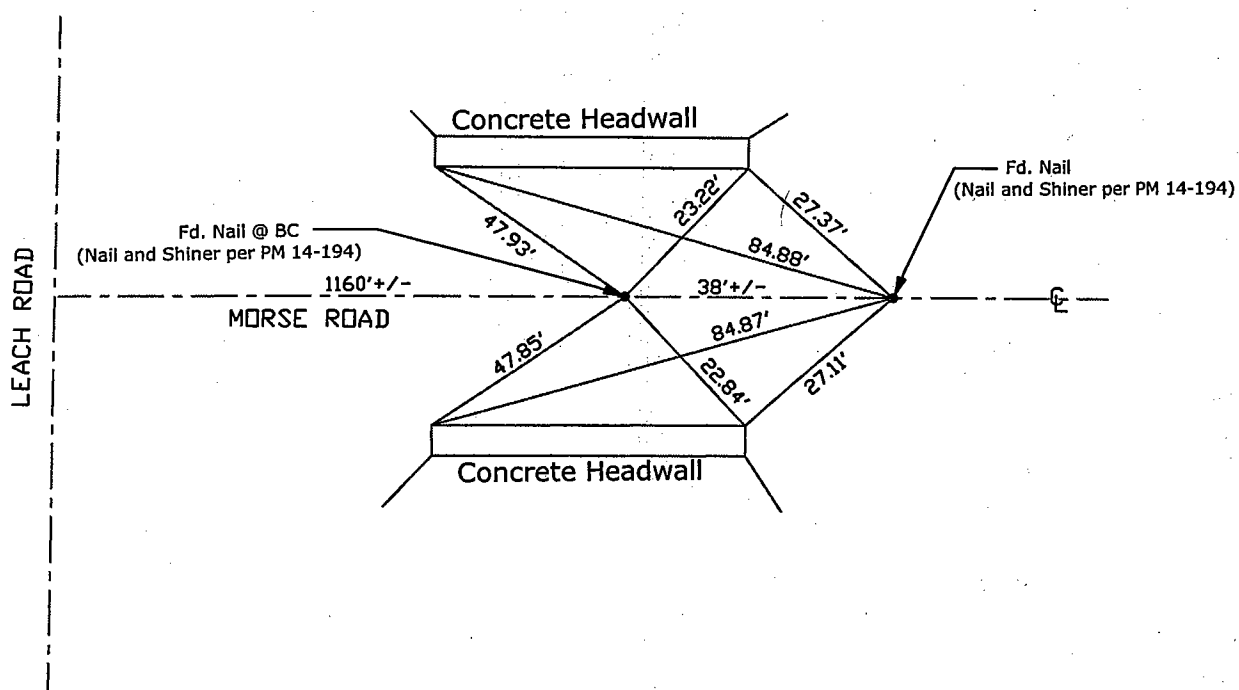 Concrete Headwall
Fd. Nail
(Nail and Shiner per PM 14-194)
23.22'
27.37'
47.93'
84.88'
Fd. Nail @ BC
(Nail and Shiner per PM 14-194)
1160'+/-
38'+/-
℄
MORSE ROAD
LEACH ROAD
84.87'
47.85'
22.84'
27.11'
Concrete Headwall